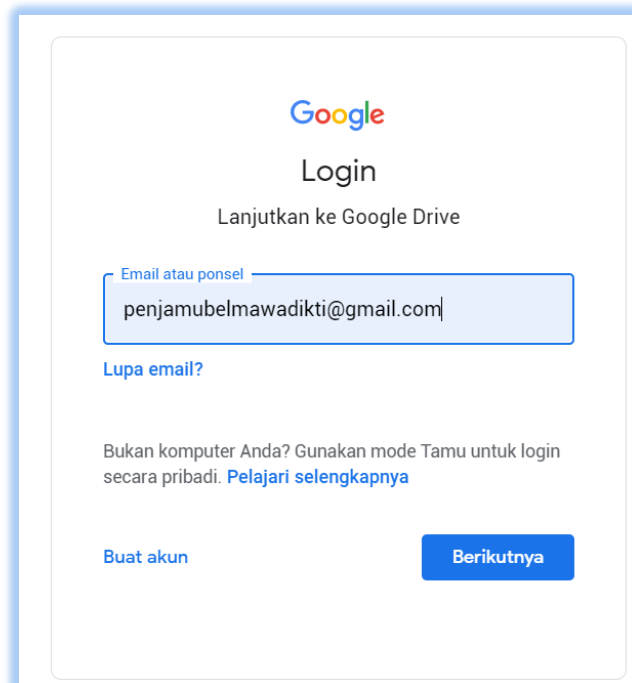 Google
Login
Lanjutkan ke Google Drive
Email atau ponsel
penjamubelmawadikti@gmail.com
Lupa email?
Bukan komputer Anda? Gunakan mode Tamu untuk login
secara pribadi. Pelajari selengkapnya
Buat akun
Berikutnya